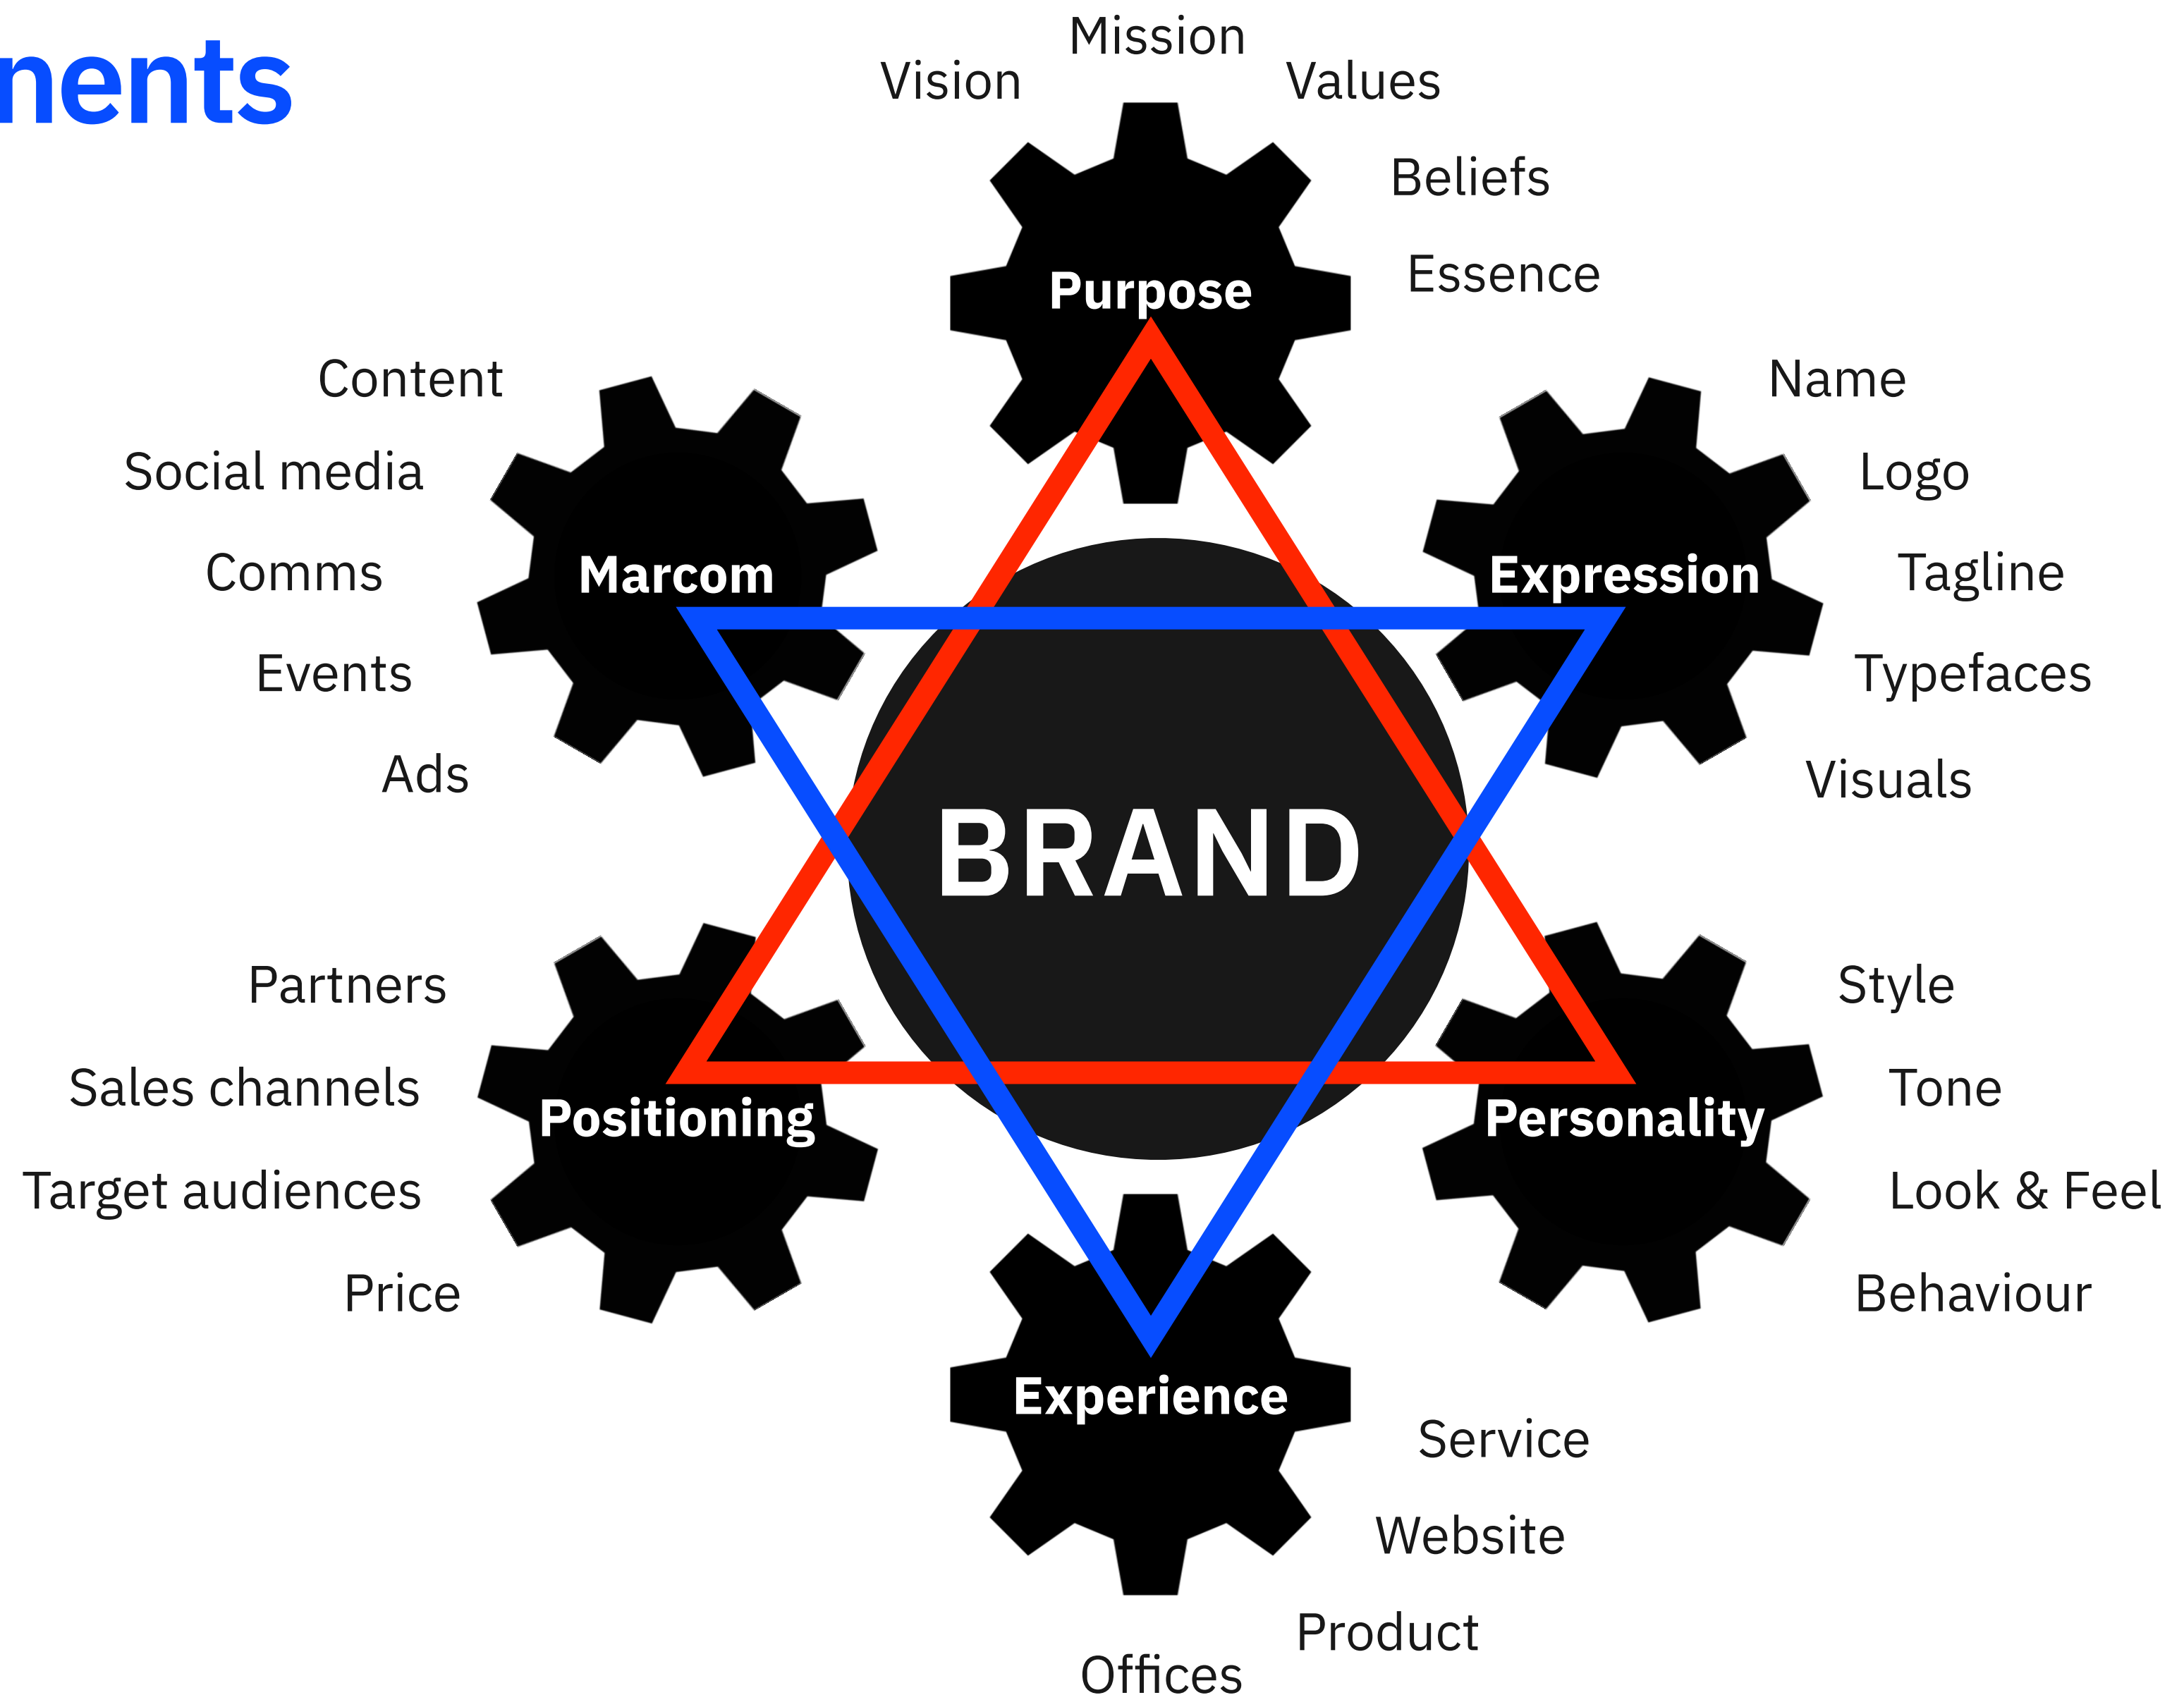 nents
Mission
Vision
Values
Beliefs
Essence
Purpose
Content
Social media
Comms
Events
Ads
Marcom
Name
Logo
Tagline
Typefaces
Visuals
Expression
BRAND
Partners
Sales channels
Target audiences
Price
Positioning
Style
Tone
Look & Feel
Behaviour
Personality
Experience
Service
Website
Product
Offices